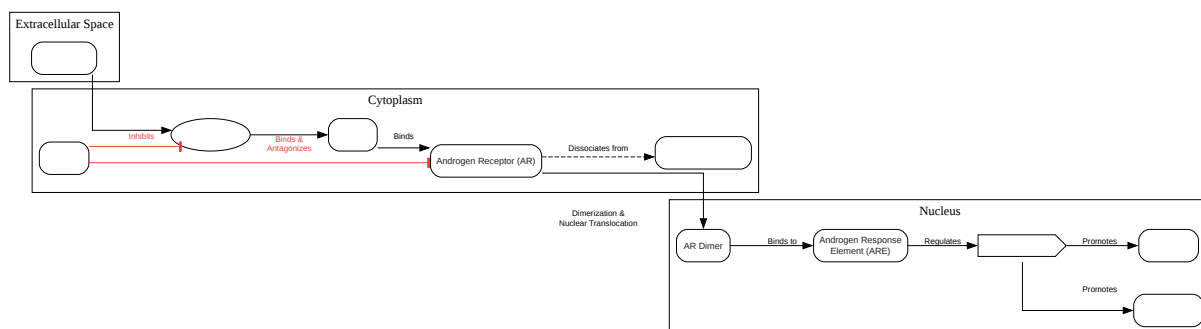 Extracellular Space
Cytoplasm
Inhibits
Binds &
Antagonizes
Binds
Androgen Receptor (AR)
Dissociates from
Dimerization &
Nuclear Translocation
Nucleus
AR Dimer
Binds to
Androgen Response
Element (ARE)
Regulates
Promotes
Promotes